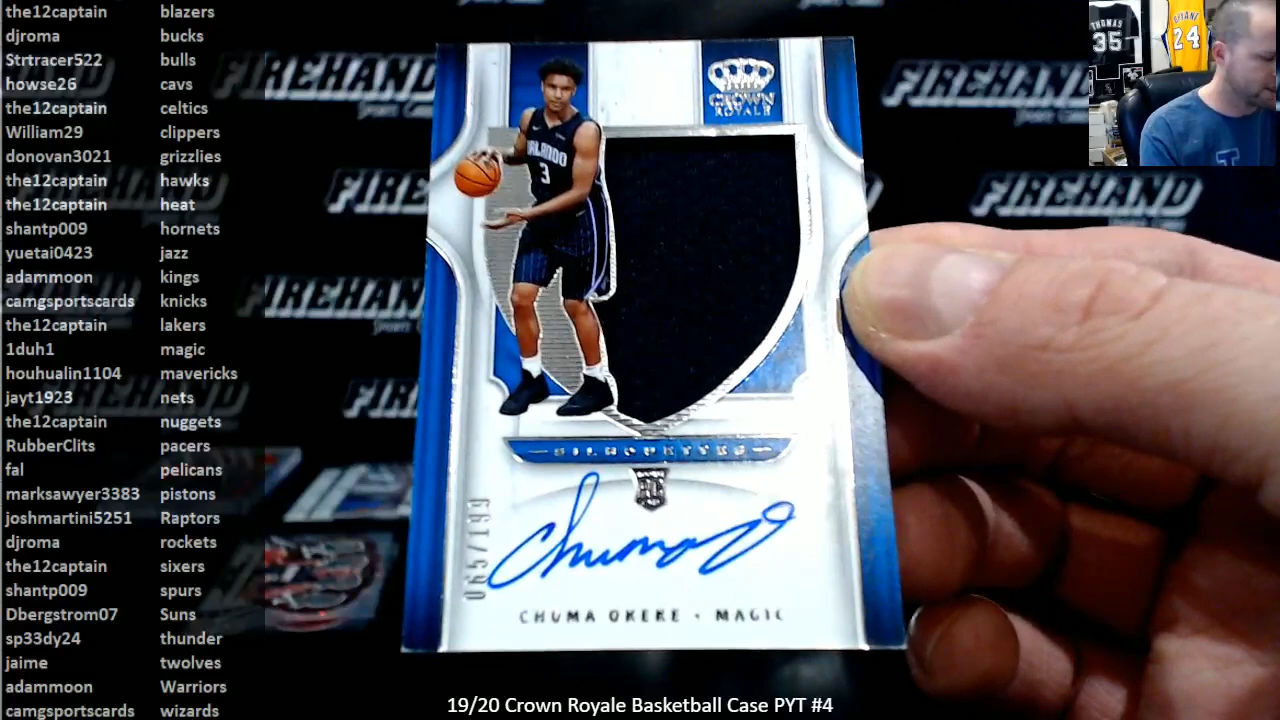 the12captain blazers
djroma bucks
Strtracer522 bulls
howse26 cavs
the12captain celtics
William29 clippers
donovan3021 grizzlies
the12captain hawks
the12captain heat
shantp009 hornets
yuetai0423 jazz
adammoon kings
camgsportscards knicks
the12captain lakers
1duh1 magic
houhualin1104 mavericks
jayt1923 nets
the12captain nuggets
RubberClits pacers
fal pelicans
marksawyer3383 pistons
joshmartini5251 Raptors
djroma rockets
the12captain sixers
shantp009 spurs
Dbergstrom07 Suns
sp33dy24 thunder
jaime twolves
adammoon Warriors
camgsportscards wizards
CROWN
ROYALE
ORLANDO
3
SILHOUETTES
065/199
Chuma O
CHUMA OKEKE • MAGIC
19/20 Crown Royale Basketball Case PYT #4
FIREHAND
FIREHAND
FIREHAND
THOMAS
35
BRYANT
24
T